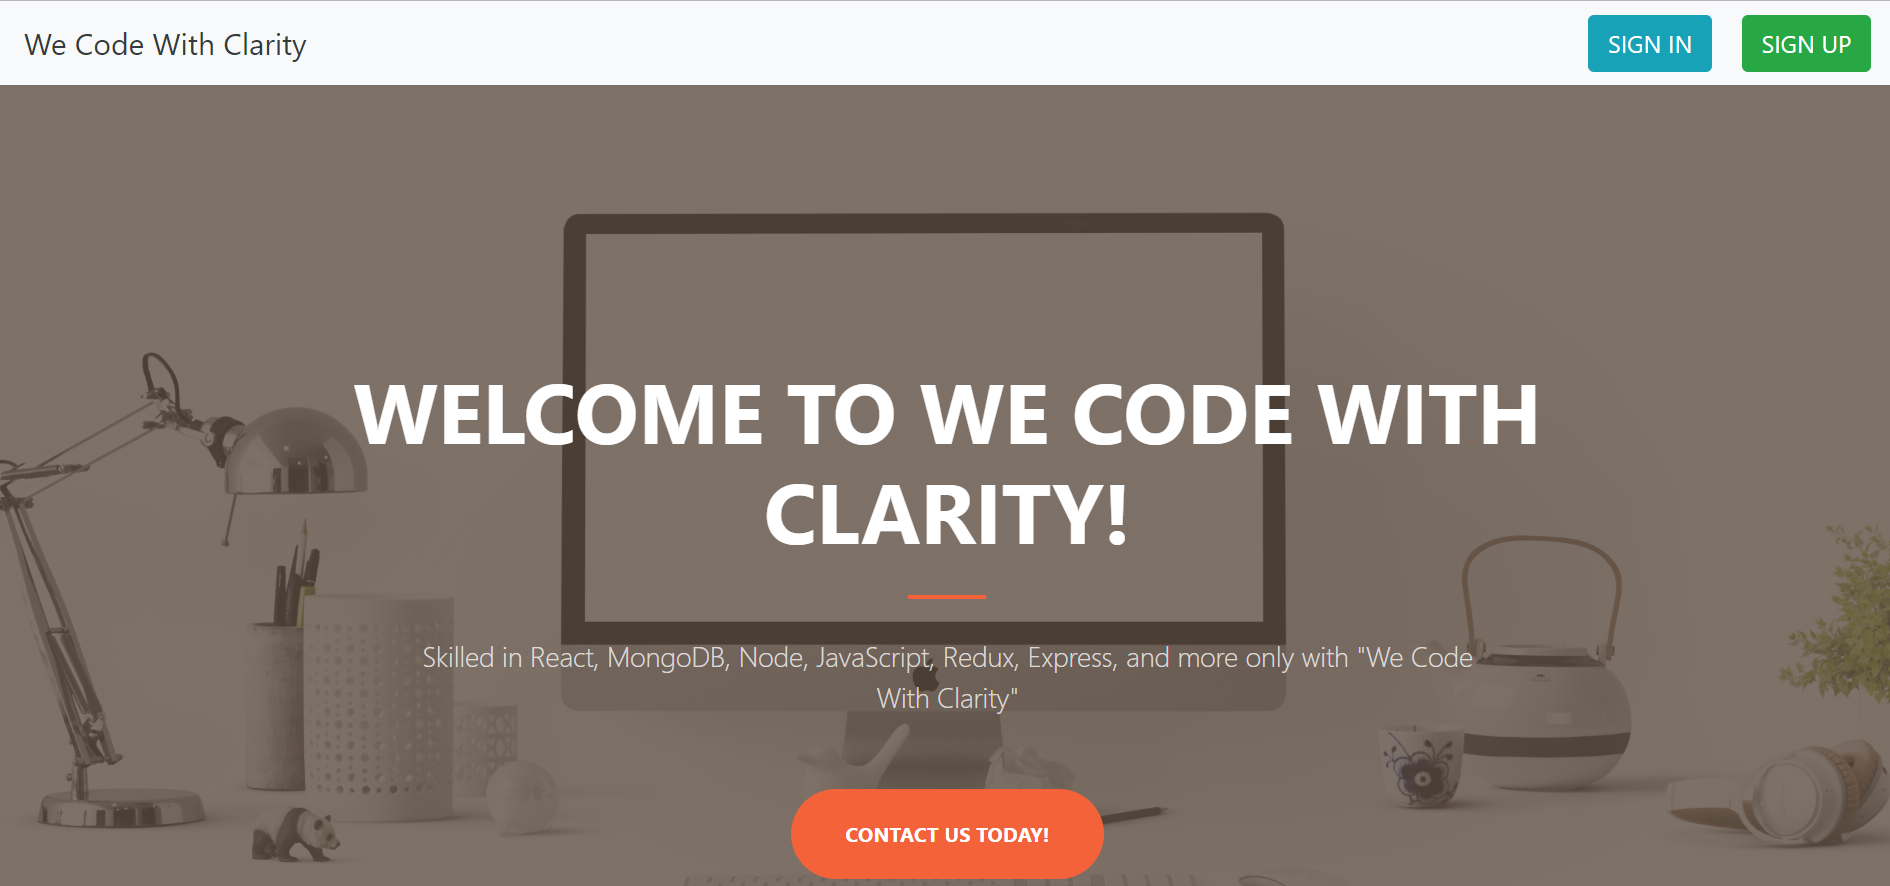 We Code With Clarity
SIGN IN
SIGN UP
WELCOME TO WE CODE WITH
CLARITY!
Skilled in React, MongoDB, Node, JavaScript, Redux, Express, and more only with "We Code
With Clarity"
CONTACT US TODAY!